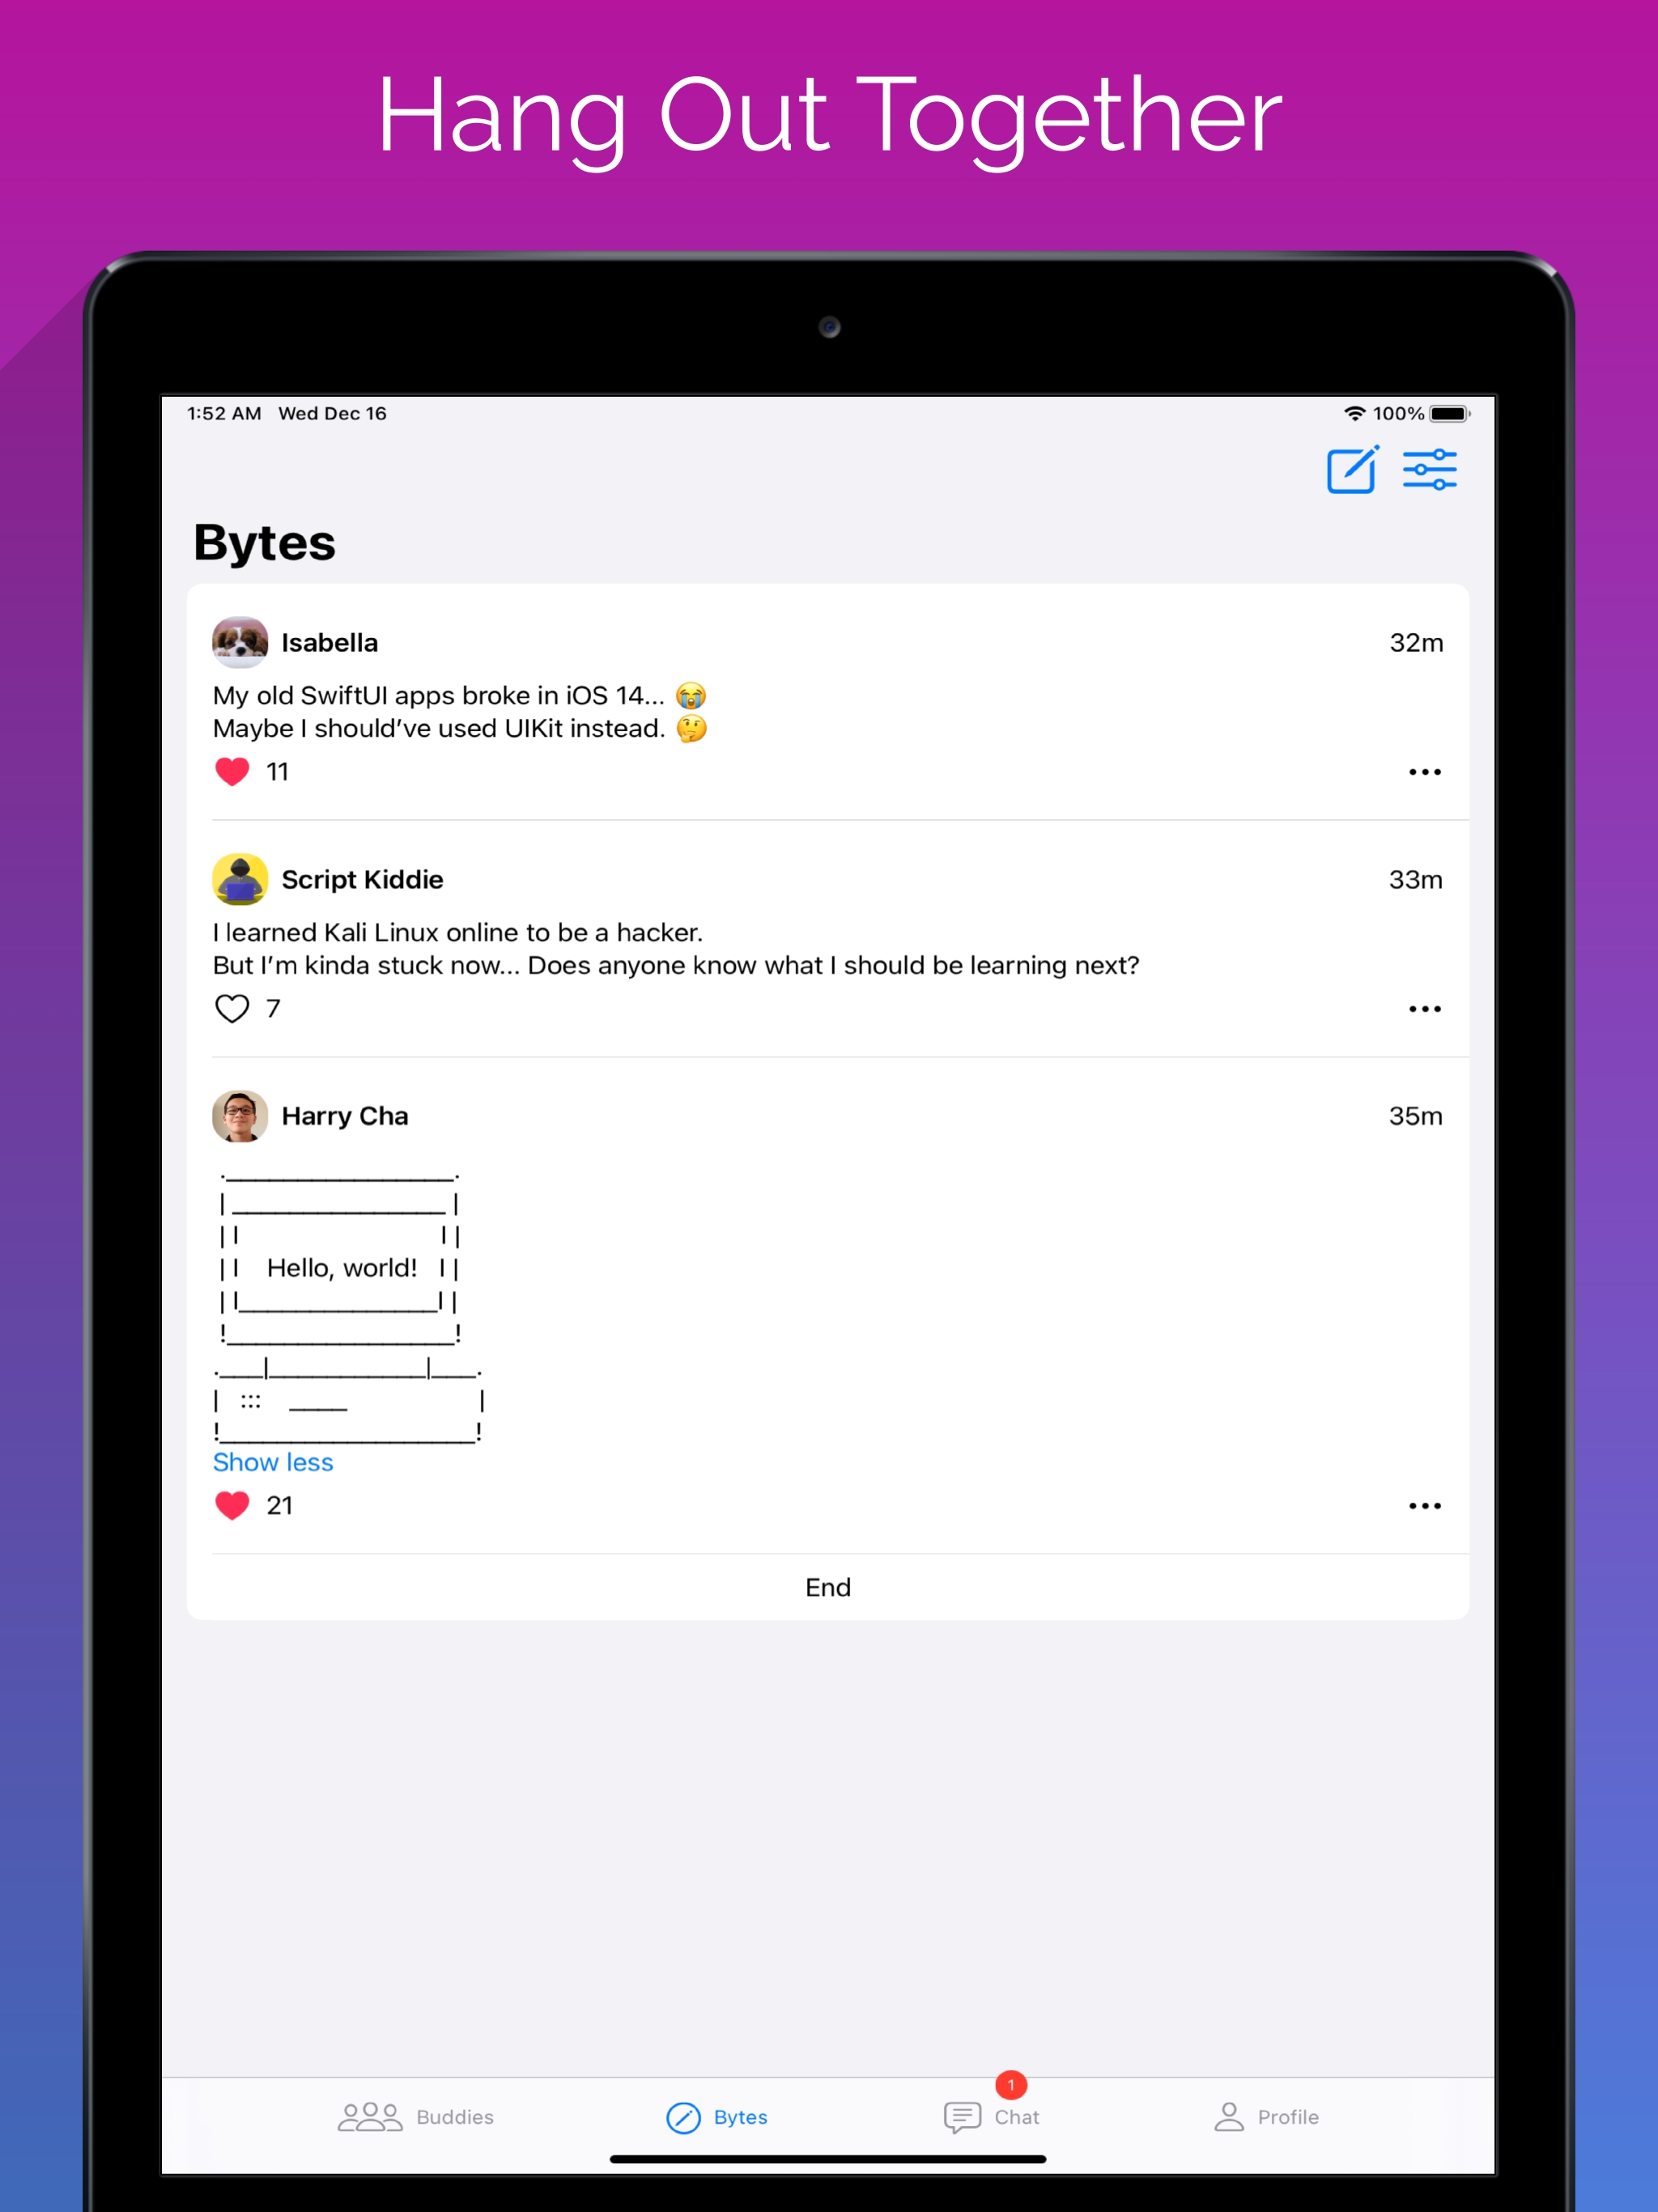 Hang Out Together
1:52 AM Wed Dec 16
100%
Bytes
Isabella 32m
My old SwiftUI apps broke in iOS 14... 😭
Maybe I should’ve used UIKit instead. 🤔
11
Script Kiddie 33m
I learned Kali Linux online to be a hacker.
But I’m kinda stuck now... Does anyone know what I should be learning next?
7
Harry Cha 35m
.________________.
|_______________|
||                    ||
||   Hello, world!   ||
||______________||
!________________!
.___|___________|___.
|  :::  ____            |
!__________________!
Show less
21
End
1
Buddies Bytes Chat Profile